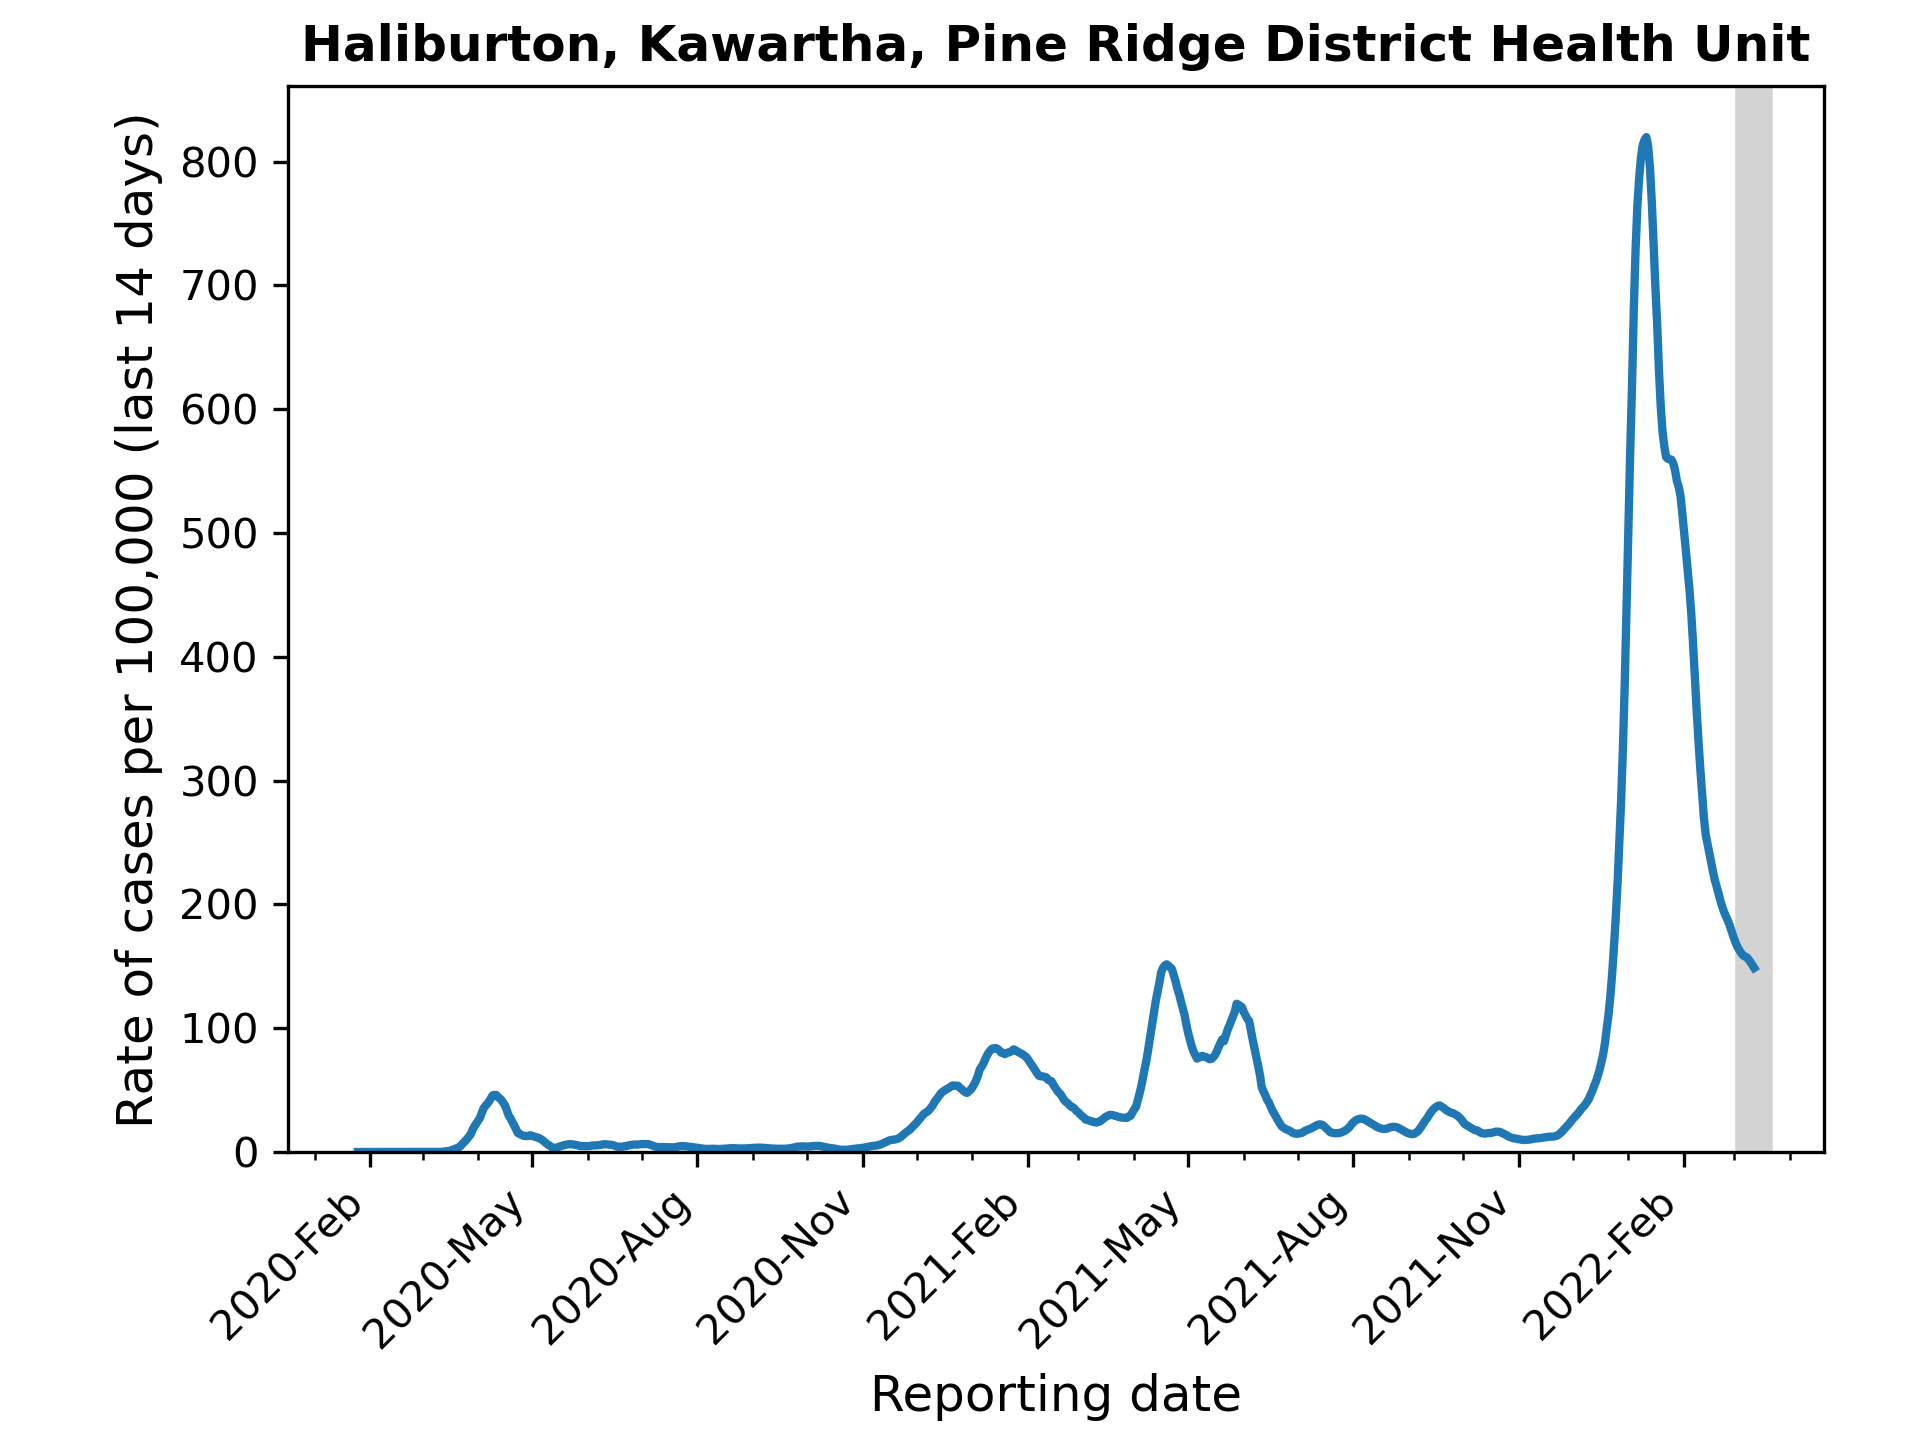 Haliburton, Kawartha, Pine Ridge District Health Unit
Rate of cases per 100,000 (last 14 days)
800
700
600
500
400
300
200
100
0
2020-Feb
2020-May
2020-Aug
2020-Nov
2021-Feb
2021-May
2021-Aug
2021-Nov
2022-Feb
Reporting date